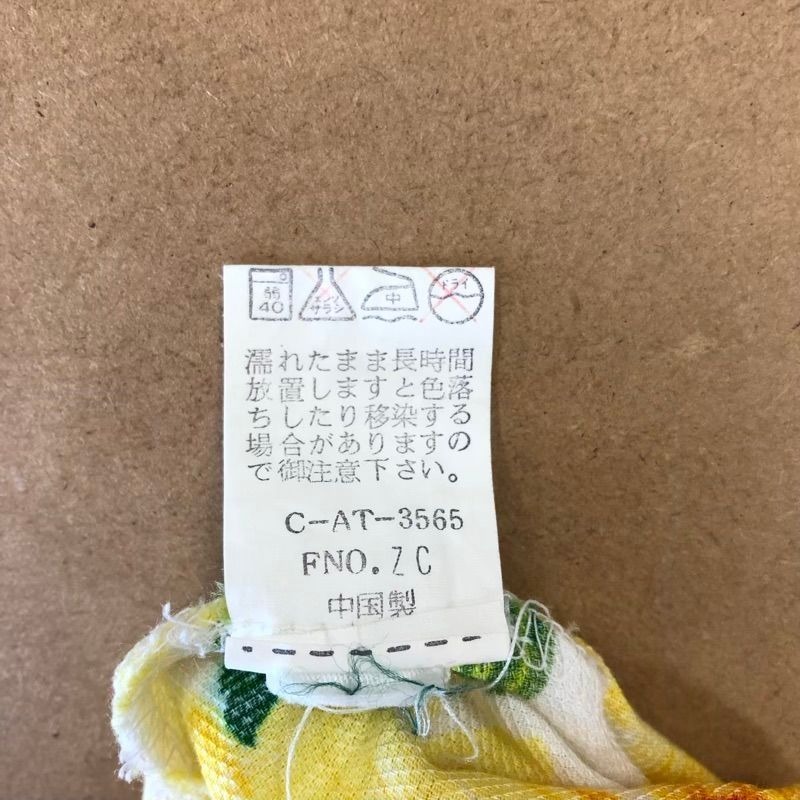 弱 40 エンソ サラシ 中 ドライ
濡れたまま長時間
放置しますと色落
ちしたり移染する
場合がありますの
で御注意下さい。
C-AT-3565
FNO. Z C
中国製